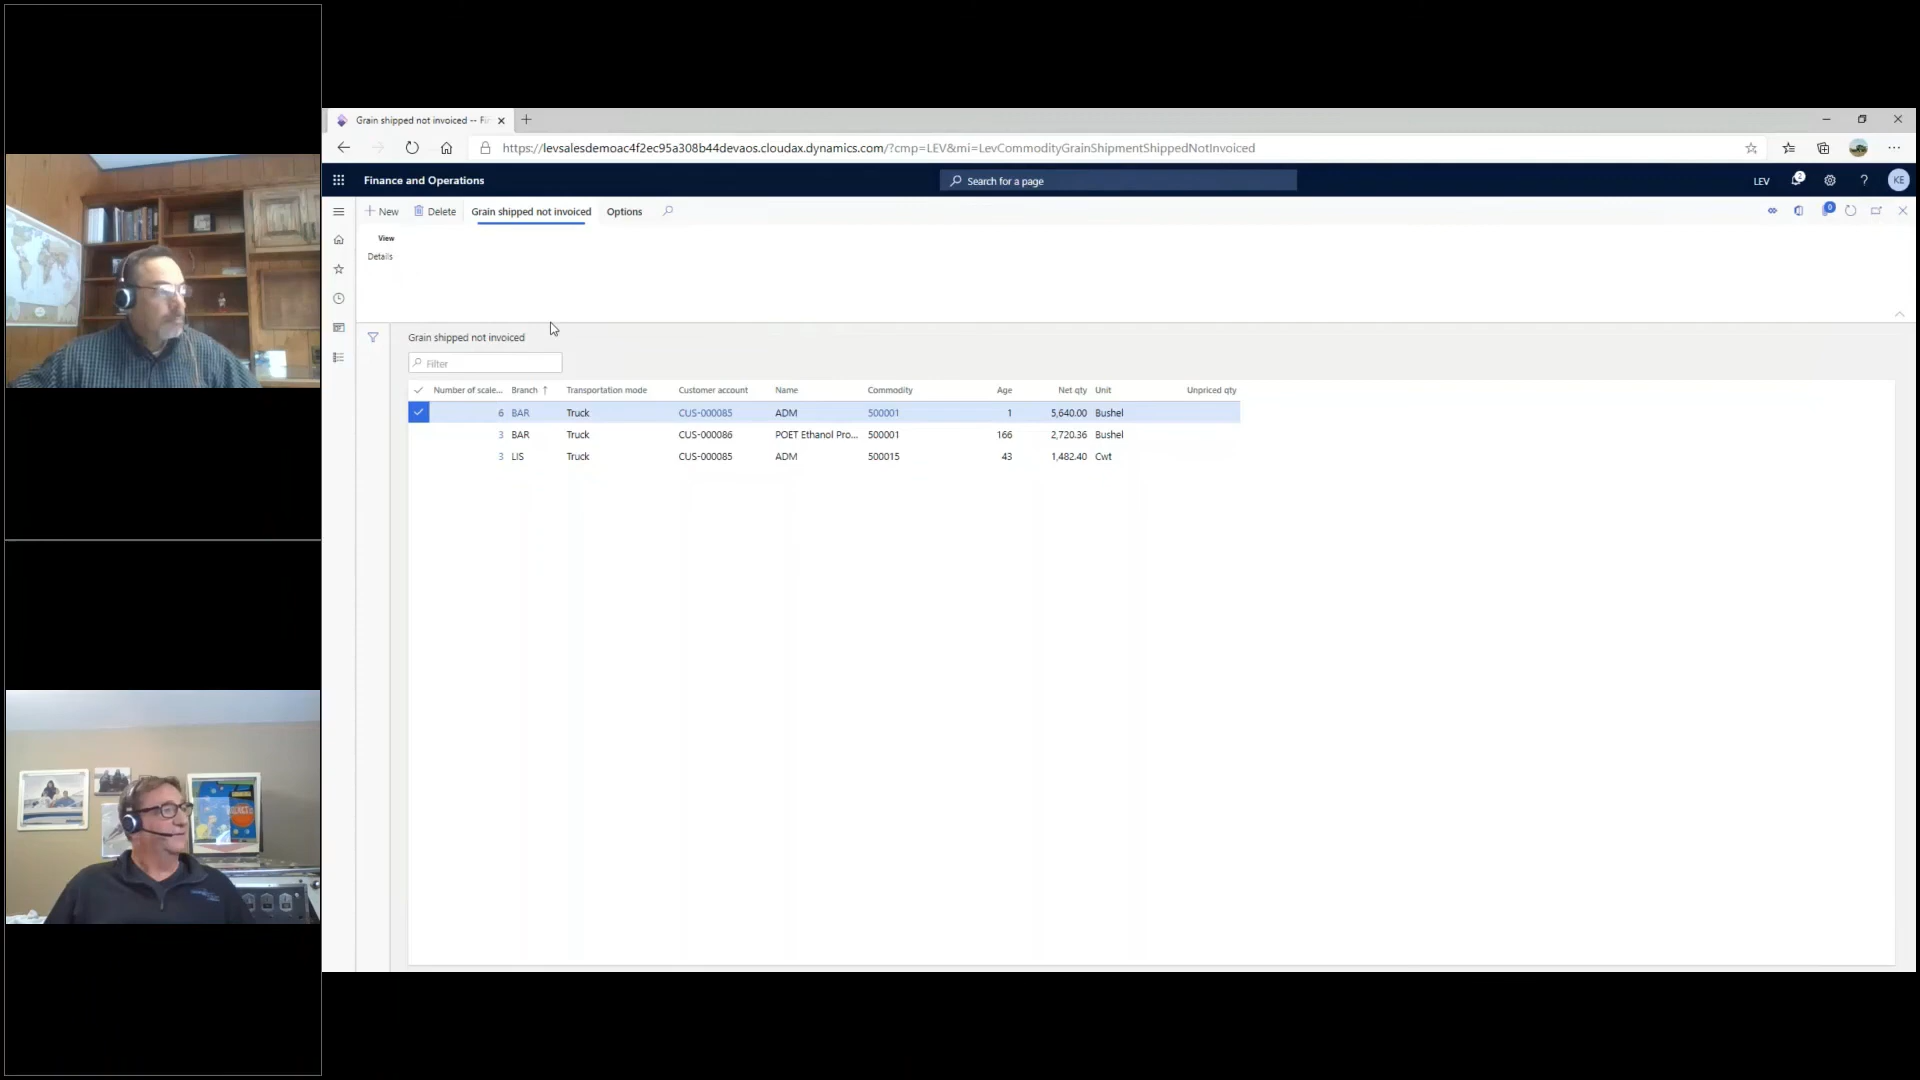 Grain shipped not invoiced -- Fi
https://levsalesdemoac4f2ec95a308b44devaos.cloudax.dynamics.com/?cmp=LEV&mi=LevCommodityGrainShipmentShippedNotInvoiced
Finance and Operations
Search for a page
LEV
2
?
KE
New
Delete
Grain shipped not invoiced
Options
0
View
Details
Grain shipped not invoiced
Filter
Number of scale... Branch ↑ Transportation mode Customer account Name Commodity Age Net qty Unit Unpriced qty
6 BAR Truck CUS-000085 ADM 500001 1 5,640.00 Bushel
3 BAR Truck CUS-000086 POET Ethanol Pro... 500001 166 2,720.36 Bushel
3 LIS Truck CUS-000085 ADM 500015 43 1,482.40 Cwt